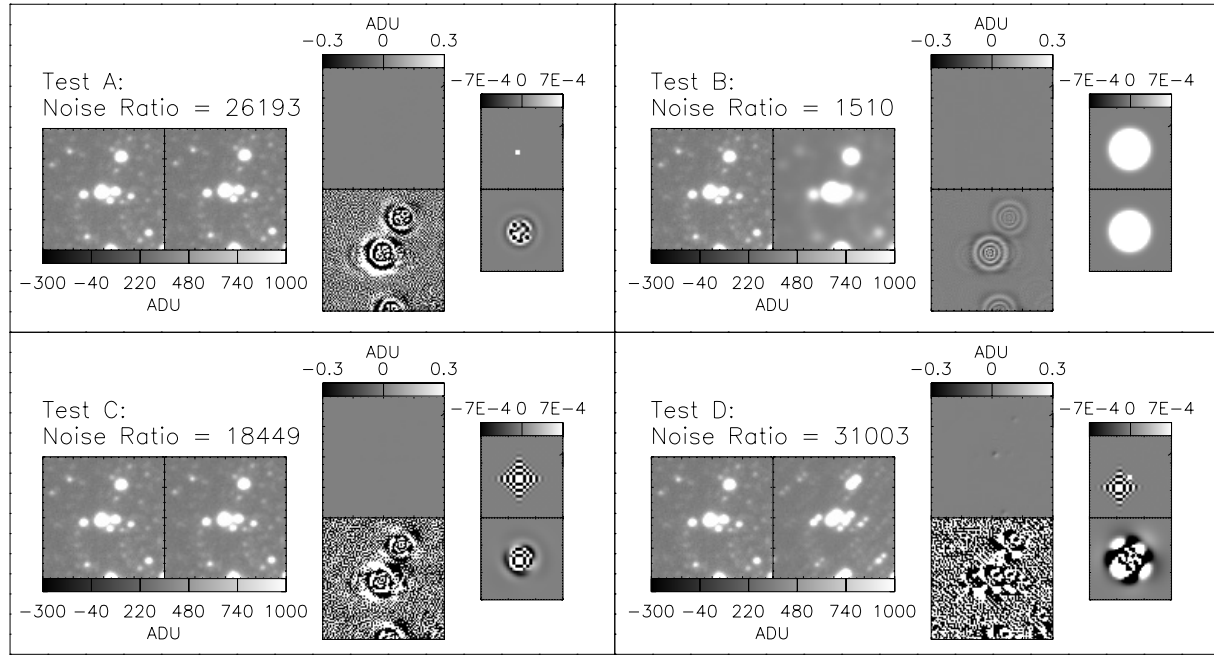 ADU
−0.3 0 0.3
−7E−4 0 7E−4
Test A:
Noise Ratio = 26193
−300 −40 220 480 740 1000
ADU
ADU
−0.3 0 0.3
−7E−4 0 7E−4
Test B:
Noise Ratio = 1510
−300 −40 220 480 740 1000
ADU
ADU
−0.3 0 0.3
−7E−4 0 7E−4
Test C:
Noise Ratio = 18449
−300 −40 220 480 740 1000
ADU
ADU
−0.3 0 0.3
−7E−4 0 7E−4
Test D:
Noise Ratio = 31003
−300 −40 220 480 740 1000
ADU